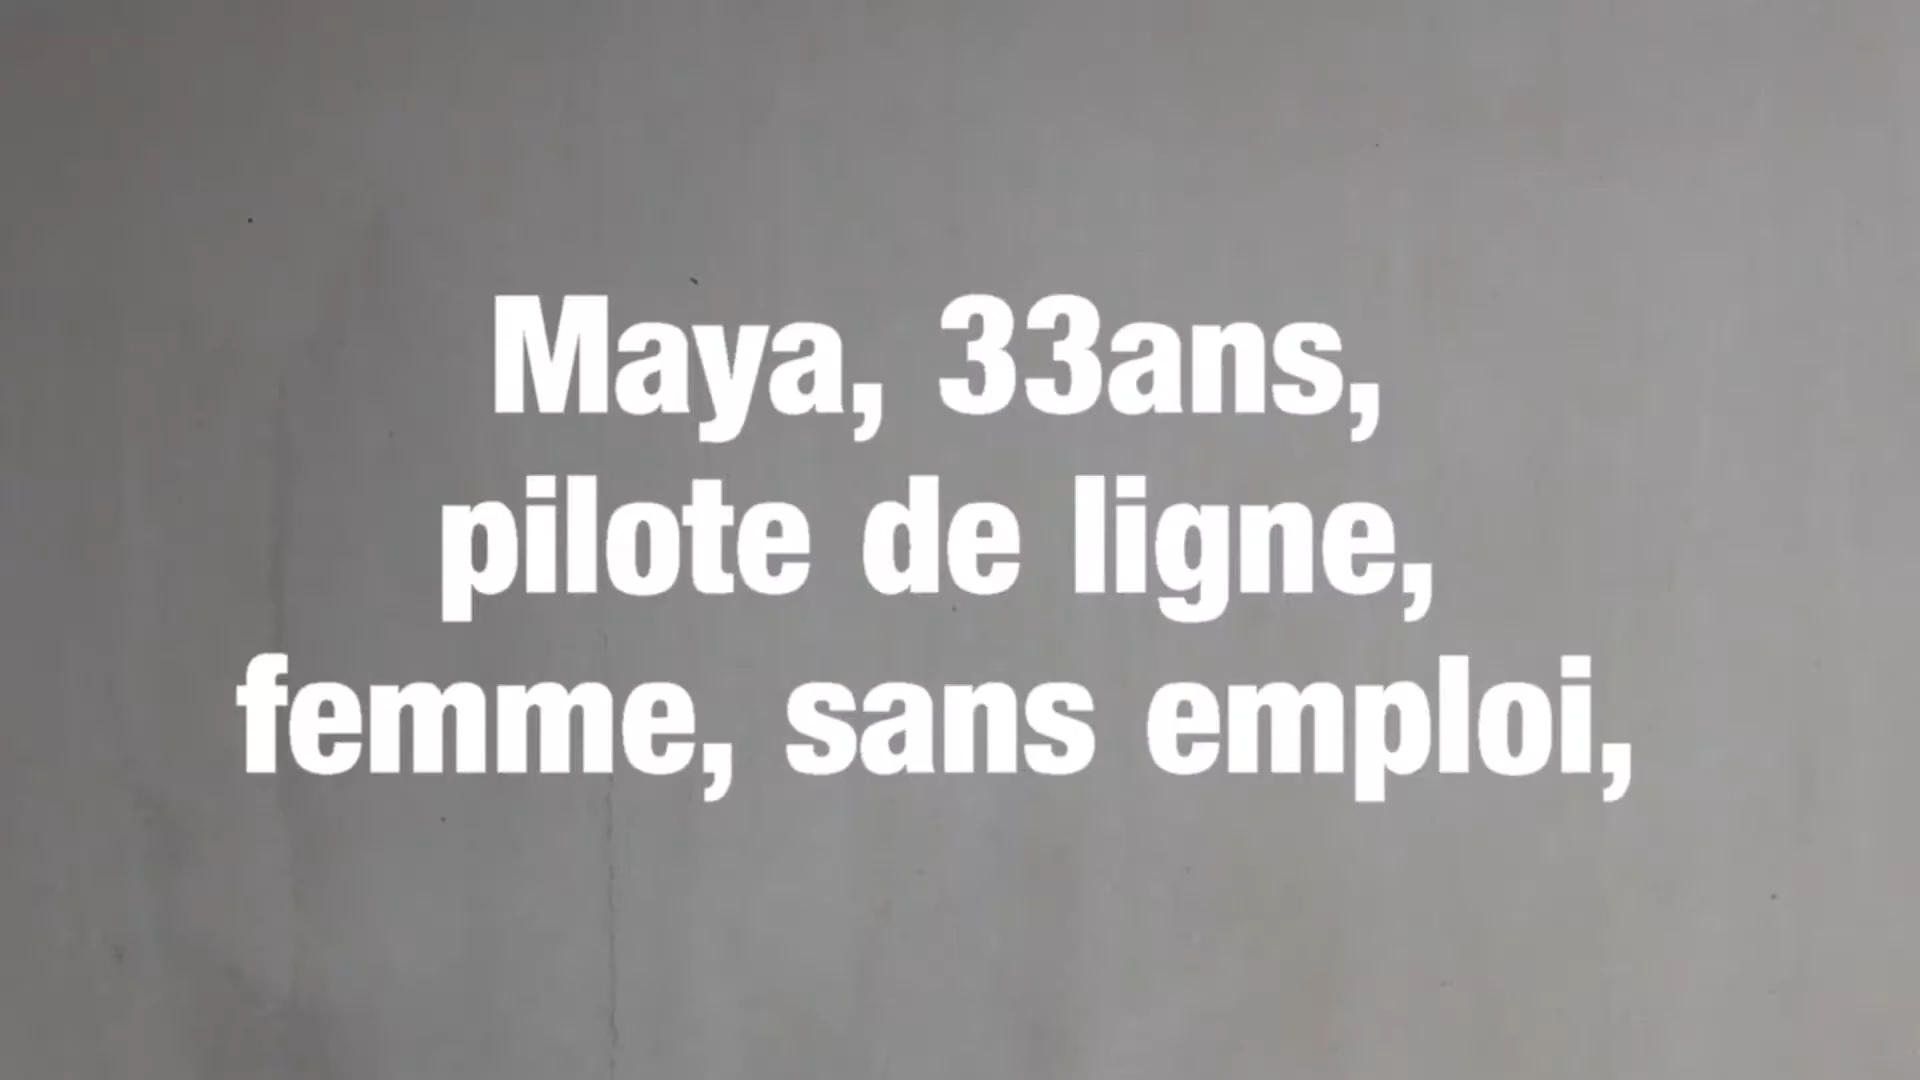 Maya, 33ans,
pilote de ligne,
femme, sans emploi,